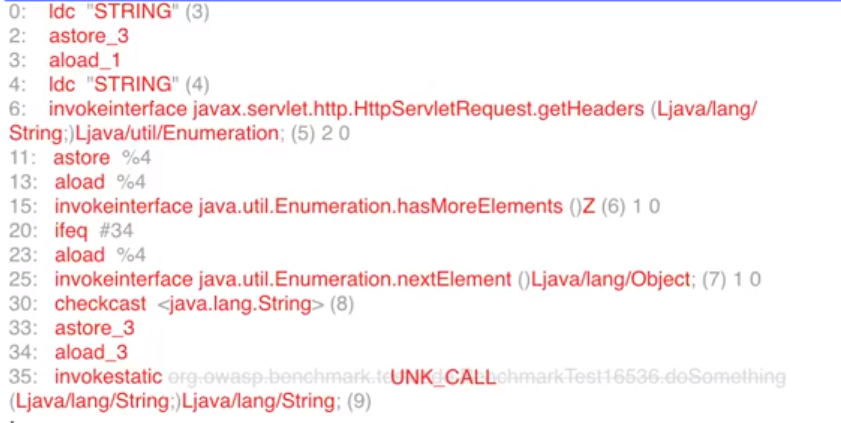 0: ldc "STRING" (3)
2: astore_3
3: aload_1
4: ldc "STRING" (4)
6: invokeinterface javax.servlet.http.HttpServletRequest.getHeaders (Ljava/lang/
String;)Ljava/util/Enumeration; (5) 2 0
11: astore %4
13: aload %4
15: invokeinterface java.util.Enumeration.hasMoreElements ()Z (6) 1 0
20: ifeq #34
23: aload %4
25: invokeinterface java.util.Enumeration.nextElement ()Ljava/lang/Object; (7) 1 0
30: checkcast <java.lang.String> (8)
33: astore_3
34: aload_3
35: invokestatic org.owasp.benchmark. UNK_CALL chmarkTest16536.doSomething
(Ljava/lang/String;)Ljava/lang/String; (9)